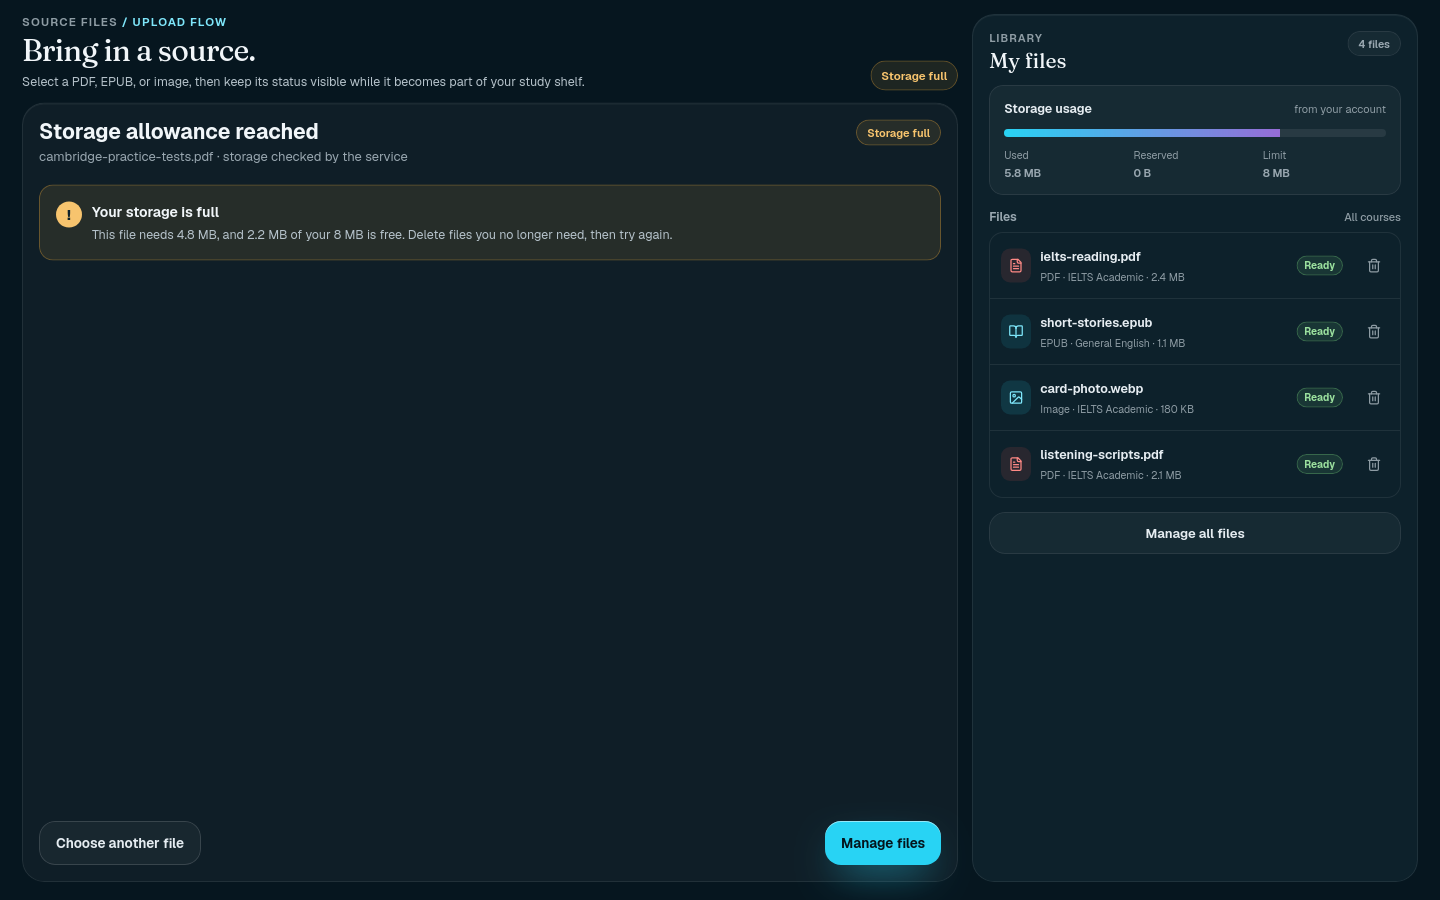 SOURCE FILES / UPLOAD FLOW
Bring in a source.
Select a PDF, EPUB, or image, then keep its status visible while it becomes part of your study shelf.
Storage full
Storage allowance reached
Storage full
cambridge-practice-tests.pdf · storage checked by the service
!
Your storage is full
This file needs 4.8 MB, and 2.2 MB of your 8 MB is free. Delete files you no longer need, then try again.
Choose another file
Manage files
LIBRARY
My files
4 files
Storage usage
from your account
Used
Reserved
Limit
5.8 MB
0 B
8 MB
Files
All courses
ielts-reading.pdf
PDF · IELTS Academic · 2.4 MB
Ready
short-stories.epub
EPUB · General English · 1.1 MB
Ready
card-photo.webp
Image · IELTS Academic · 180 KB
Ready
listening-scripts.pdf
PDF · IELTS Academic · 2.1 MB
Ready
Manage all files